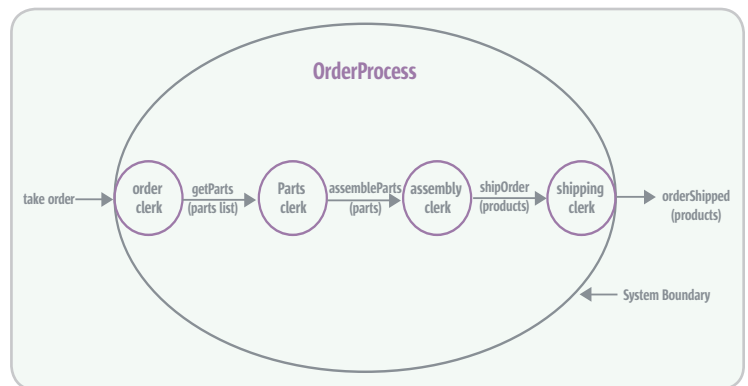 OrderProcess
take order
order
clerk
getParts
(parts list)
Parts
clerk
assembleParts
(parts)
assembly
clerk
shipOrder
(products)
shipping
clerk
orderShipped
(products)
System Boundary